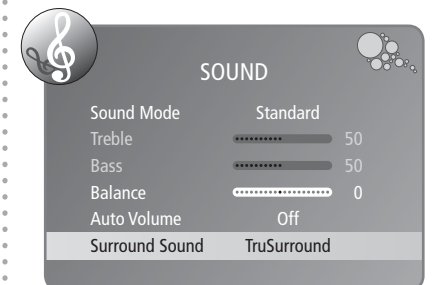 SOUND
Sound Mode Standard
Treble 50
Bass 50
Balance 0
Auto Volume Off
Surround Sound TruSurround